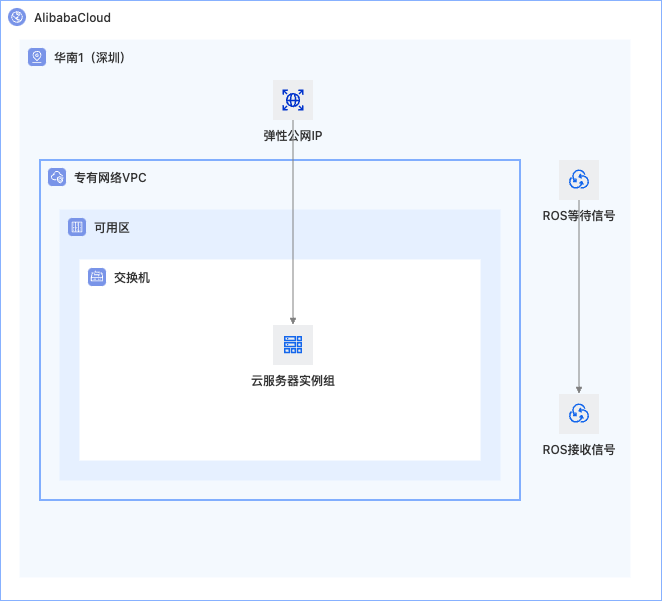 AlibabaCloud
华南1（深圳）
弹性公网IP
专有网络VPC
ROS等待信号
可用区
交换机
云服务器实例组
ROS接收信号